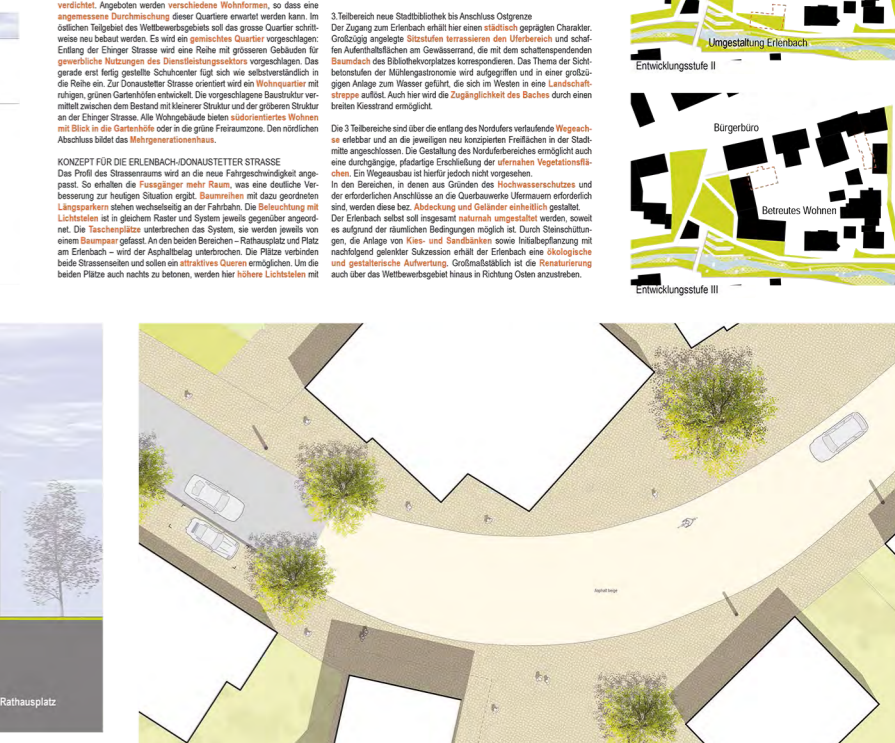 verdichtet. Angeboten werden verschiedene Wohnformen, so dass eine
angemessene Durchmischung dieser Quartiere erwartet werden kann. Im
östlichen Teilgebiet des Wettbewerbsgebiets soll das grosse Quartier schritt-
weise neu bebaut werden. Es wird ein gemischtes Quartier vorgeschlagen:
Entlang der Ehinger Strasse wird eine Reihe mit grösseren Gebäuden für
gewerbliche Nutzungen des Dienstleistungssektors vorgeschlagen. Das
gerade erst fertig gestellte Schuhcenter fügt sich wie selbstverständlich in
die Reihe ein. Zur Donaustetter Strasse orientiert wird ein Wohnquartier mit
ruhigen, grünen Gartenhöfen entwickelt. Die vorgeschlagene Baustruktur ver-
mittelt zwischen dem Bestand mit kleinerer Struktur und der gröberen Struktur
an der Ehinger Strasse. Alle Wohngebäude bieten südorientiertes Wohnen
mit Blick in die Gartenhöfe oder in die grüne Freiraumzone. Den nördlichen
Abschluss bildet das Mehrgenerationenhaus.
KONZEPT FÜR DIE ERLENBACH-/DONAUSTETTER STRASSE
Das Profil des Strassenraums wird an die neue Fahrgeschwindigkeit ange-
passt. So erhalten die Fussgänger mehr Raum, was eine deutliche Ver-
besserung zur heutigen Situation ergibt. Baumreihen mit dazu geordneten
Längsparkern stehen wechselseitig an der Fahrbahn. Die Beleuchtung mit
Lichtstelen ist in gleichem Raster und System jeweils gegenüber angeord-
net. Die Taschenplätze unterbrechen das System, sie werden jeweils von
einem Baumpaar gefasst. An den beiden Bereichen – Rathausplatz und Platz
am Erlenbach – wird der Asphaltbelag unterbrochen. Die Plätze verbinden
beide Strassenseiten und sollen ein attraktives Queren ermöglichen. Um die
beiden Plätze auch nachts zu betonen, werden hier höhere Lichtstelen mit
3.Teilbereich neue Stadtbibliothek bis Anschluss Ostgrenze
Der Zugang zum Erlenbach erhält hier einen städtisch geprägten Charakter.
Großzügig angelegte Sitzstufen terrassieren den Uferbereich und schaf-
fen Aufenthaltsflächen am Gewässerrand, die mit dem schattenspendenden
Baumdach des Bibliothekvorplatzes korrespondieren. Das Thema der Sicht-
betonstufen der Mühlengastronomie wird aufgegriffen und in einer großzü-
gigen Anlage zum Wasser geführt, die sich im Westen in eine Landschaft-
streppe auflöst. Auch hier wird die Zugänglichkeit des Baches durch einen
breiten Kiesstrand ermöglicht.
Die 3 Teilbereiche sind über die entlang des Nordufers verlaufende Wegeach-
se erlebbar und an die jeweiligen neu konzipierten Freiflächen in der Stadt-
mitte angeschlossen. Die Gestaltung des Norduferbereiches ermöglicht auch
eine durchgängige, pfadartige Erschließung der ufernahen Vegetationsflä-
chen. Ein Wegeausbau ist hierfür jedoch nicht vorgesehen.
In den Bereichen, in denen aus Gründen des Hochwasserschutzes und
der erforderlichen Anschlüsse an die Querbauwerke Ufermauern erforderlich
sind, werden diese bez. Abdeckung und Geländer einheitlich gestaltet.
Der Erlenbach selbst soll insgesamt naturnah umgestaltet werden, soweit
es aufgrund der räumlichen Bedingungen möglich ist. Durch Steinschüttun-
gen, die Anlage von Kies- und Sandbänken sowie Initialbepflanzung mit
nachfolgend gelenkter Sukzession erhält der Erlenbach eine ökologische
und gestalterische Aufwertung. Großmaßstäblich ist die Renaturierung
auch über das Wettbewerbsgebiet hinaus in Richtung Osten anzustreben.
Umgestaltung Erlenbach
Entwicklungsstufe II
Bürgerbüro
Betreutes Wohnen
Entwicklungsstufe III
Asphalt beige
Rathausplatz